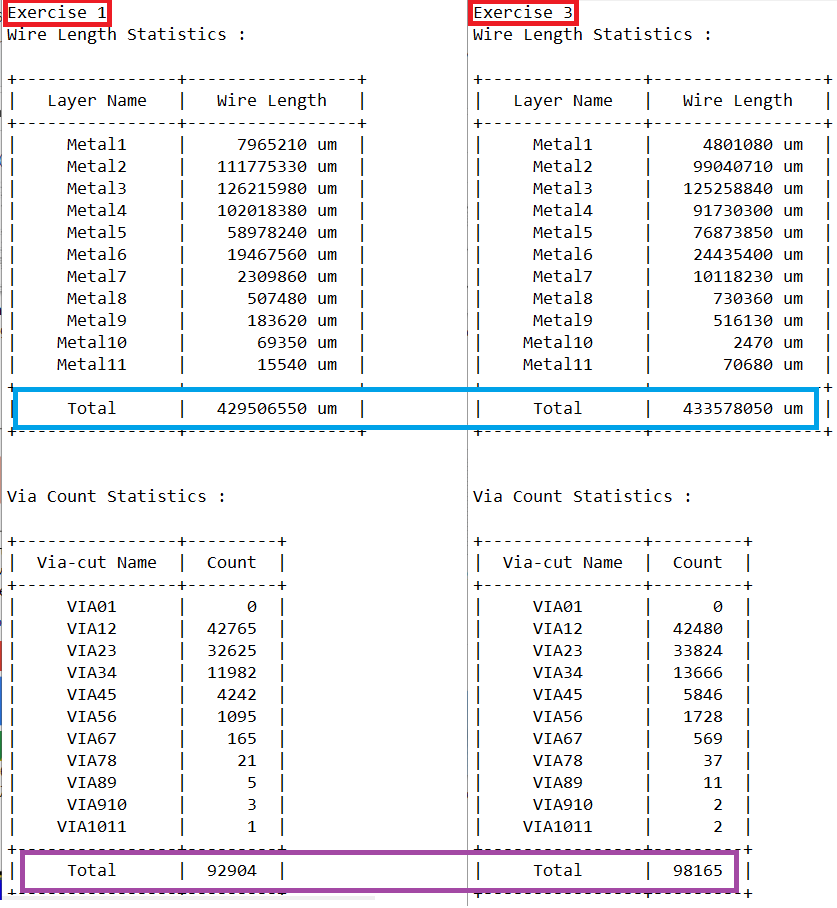 Exercise 1
Wire Length Statistics :
+----------------+-----------------+
|   Layer Name   |   Wire Length   |
+----------------+-----------------+
|     Metal1     |     7965210 um  |
|     Metal2     |   111775330 um  |
|     Metal3     |   126215980 um  |
|     Metal4     |   102018380 um  |
|     Metal5     |    58978240 um  |
|     Metal6     |    19467560 um  |
|     Metal7     |     2309860 um  |
|     Metal8     |      507480 um  |
|     Metal9     |      183620 um  |
|    Metal10     |       69350 um  |
|    Metal11     |       15540 um  |
+----------------+-----------------+
|     Total      |   429506550 um  |
+----------------+-----------------+
Via Count Statistics :
+----------------+---------+
|  Via-cut Name  |  Count  |
+----------------+---------+
|     VIA01      |      0  |
|     VIA12      |  42765  |
|     VIA23      |  32625  |
|     VIA34      |  11982  |
|     VIA45      |   4242  |
|     VIA56      |   1095  |
|     VIA67      |    165  |
|     VIA78      |     21  |
|     VIA89      |      5  |
|     VIA910     |      3  |
|    VIA1011     |      1  |
+----------------+---------+
|     Total      |  92904  |
+----------------+---------+
Exercise 3
Wire Length Statistics :
+----------------+-----------------+
|   Layer Name   |   Wire Length   |
+----------------+-----------------+
|     Metal1     |     4801080 um  |
|     Metal2     |    99040710 um  |
|     Metal3     |   125258840 um  |
|     Metal4     |    91730300 um  |
|     Metal5     |    76873850 um  |
|     Metal6     |    24435400 um  |
|     Metal7     |    10118230 um  |
|     Metal8     |      730360 um  |
|     Metal9     |      516130 um  |
|    Metal10     |        2470 um  |
|    Metal11     |       70680 um  |
+----------------+-----------------+
|     Total      |   433578050 um  |
+----------------+-----------------+
Via Count Statistics :
+----------------+---------+
|  Via-cut Name  |  Count  |
+----------------+---------+
|     VIA01      |      0  |
|     VIA12      |  42480  |
|     VIA23      |  33824  |
|     VIA34      |  13666  |
|     VIA45      |   5846  |
|     VIA56      |   1728  |
|     VIA67      |    569  |
|     VIA78      |     37  |
|     VIA89      |     11  |
|     VIA910     |      2  |
|    VIA1011     |      2  |
+----------------+---------+
|     Total      |  98165  |
+----------------+---------+